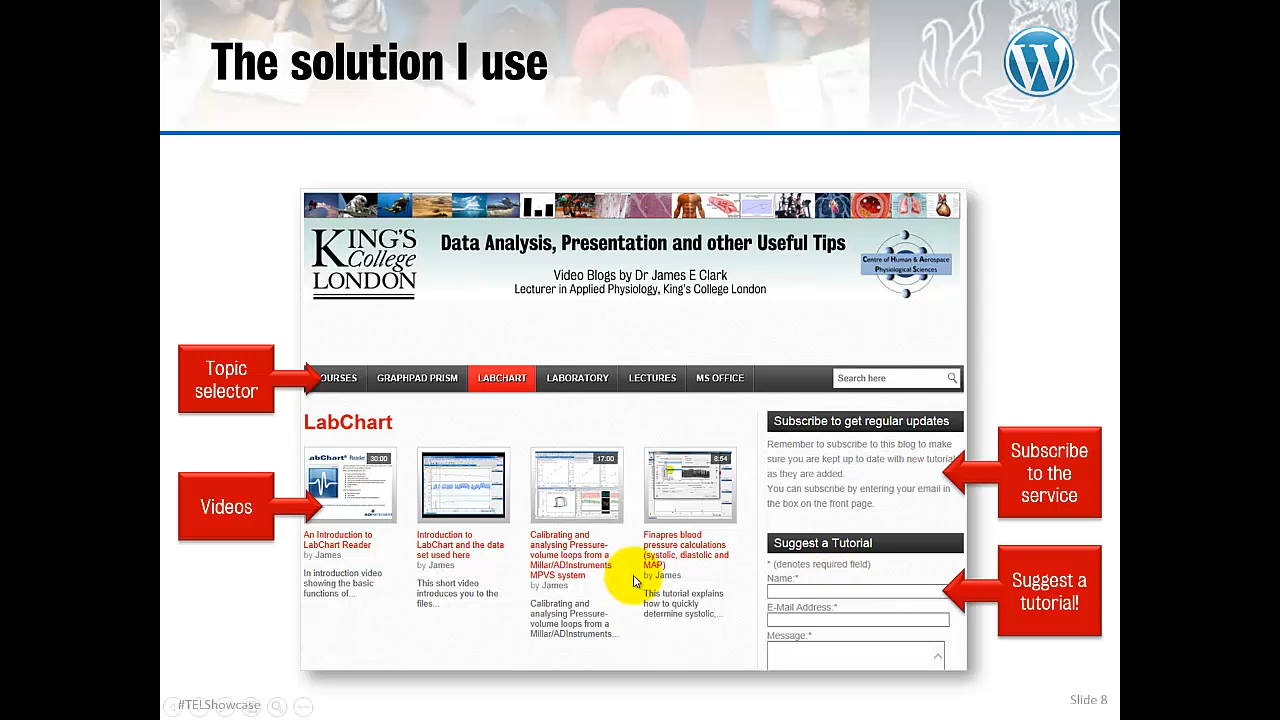 The solution I use
W
KING'S
College
LONDON
Data Analysis, Presentation and other Useful Tips
Video Blogs by Dr James E Clark
Lecturer in Applied Physiology, King's College London
Centre of Human & Aerospace
Physiological Sciences
Topic
selector
OURSES
GRAPHPAD PRISM
LABCHART
LABORATORY
LECTURES
MS OFFICE
Search here
LabChart
Videos
abChart® Reader
30:00
17:00
8:54
An Introduction to
LabChart Reader
by James
In introduction video
showing the basic
functions of...
Introduction to
LabChart and the data
set used here
by James
This short video
introduces you to the
files...
Calibrating and
analysing Pressure-
volume loops from a
Millar/ADInstruments
MPVS system
by James
Calibrating and
analysing Pressure-
volume loops from a
Millar/ADInstruments...
Finapres blood
pressure calculations
(systolic, diastolic and
MAP)
by James
This tutorial explains
how to quickly
determine systolic,...
Subscribe to get regular updates
Remember to subscribe to this blog to make
sure you are kept up to date with new tutorial
as they are added.
You can subscribe by entering your email in
the box on the front page.
Subscribe
to the
service
Suggest a Tutorial
* (denotes required field)
Name:*
E-Mail Address:*
Message:*
Suggest a
tutorial!
#TELShowcase
Slide 8